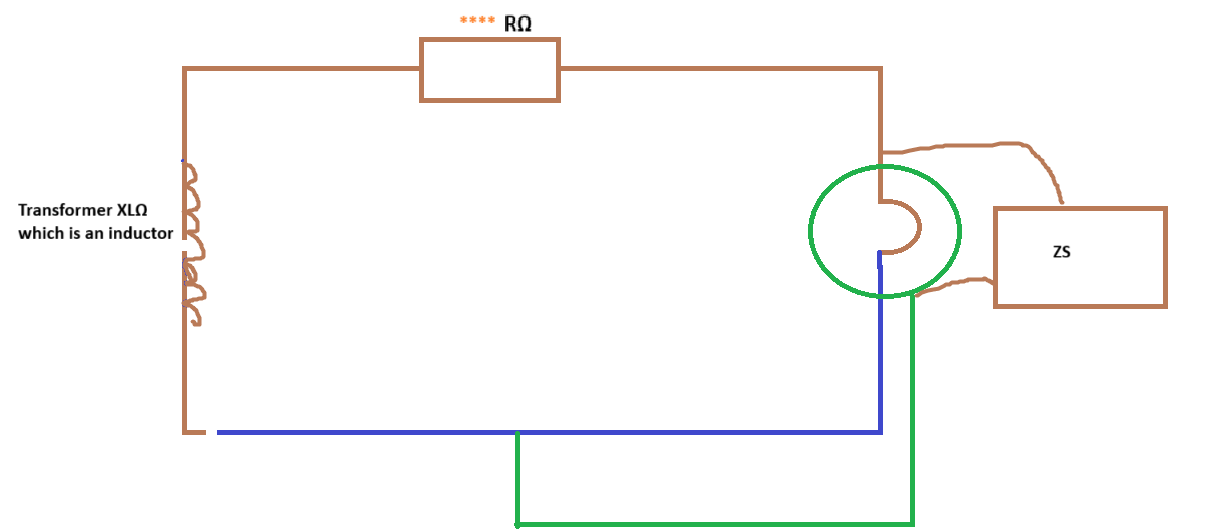 **** RΩ
Transformer XLΩ
which is an inductor
ZS